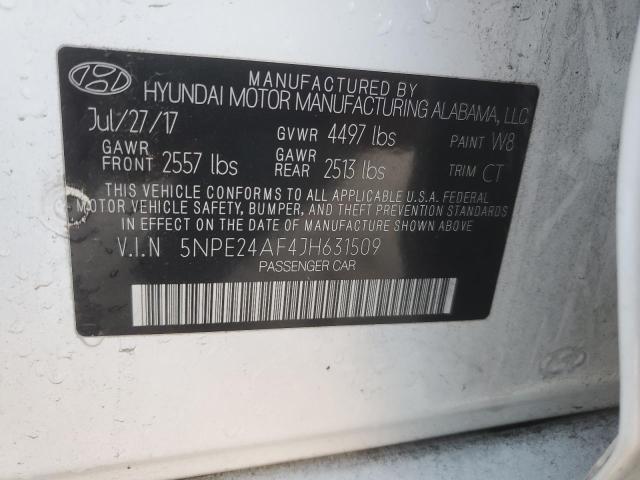 MANUFACTURED BY
HYUNDAI MOTOR MANUFACTURING ALABAMA, LLC
Jul/27/17 GVWR 4497 lbs PAINT W8
GAWR FRONT 2557 lbs GAWR REAR 2513 lbs TRIM CT
THIS VEHICLE CONFORMS TO ALL APPLICABLE U.S.A. FEDERAL
MOTOR VEHICLE SAFETY, BUMPER, AND THEFT PREVENTION STANDARDS
IN EFFECT ON THE DATE OF MANUFACTURE SHOWN ABOVE.
V.I.N 5NPE24AF4JH631509
PASSENGER CAR